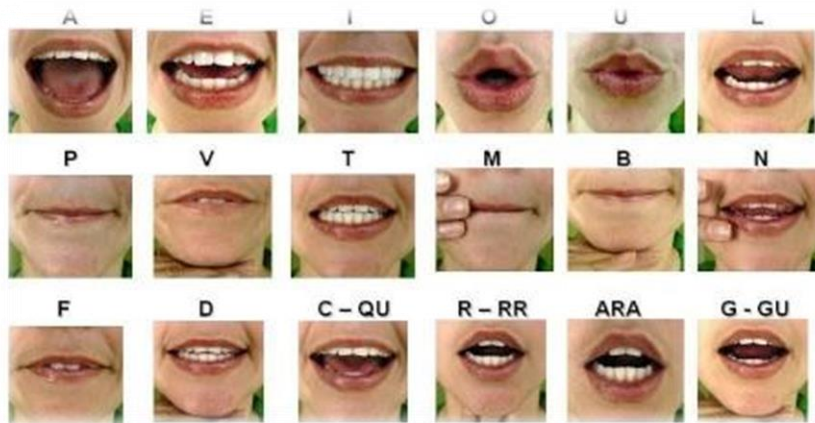 A E I O U L
P V T M B N
F D C – QU R – RR ARA G - GU